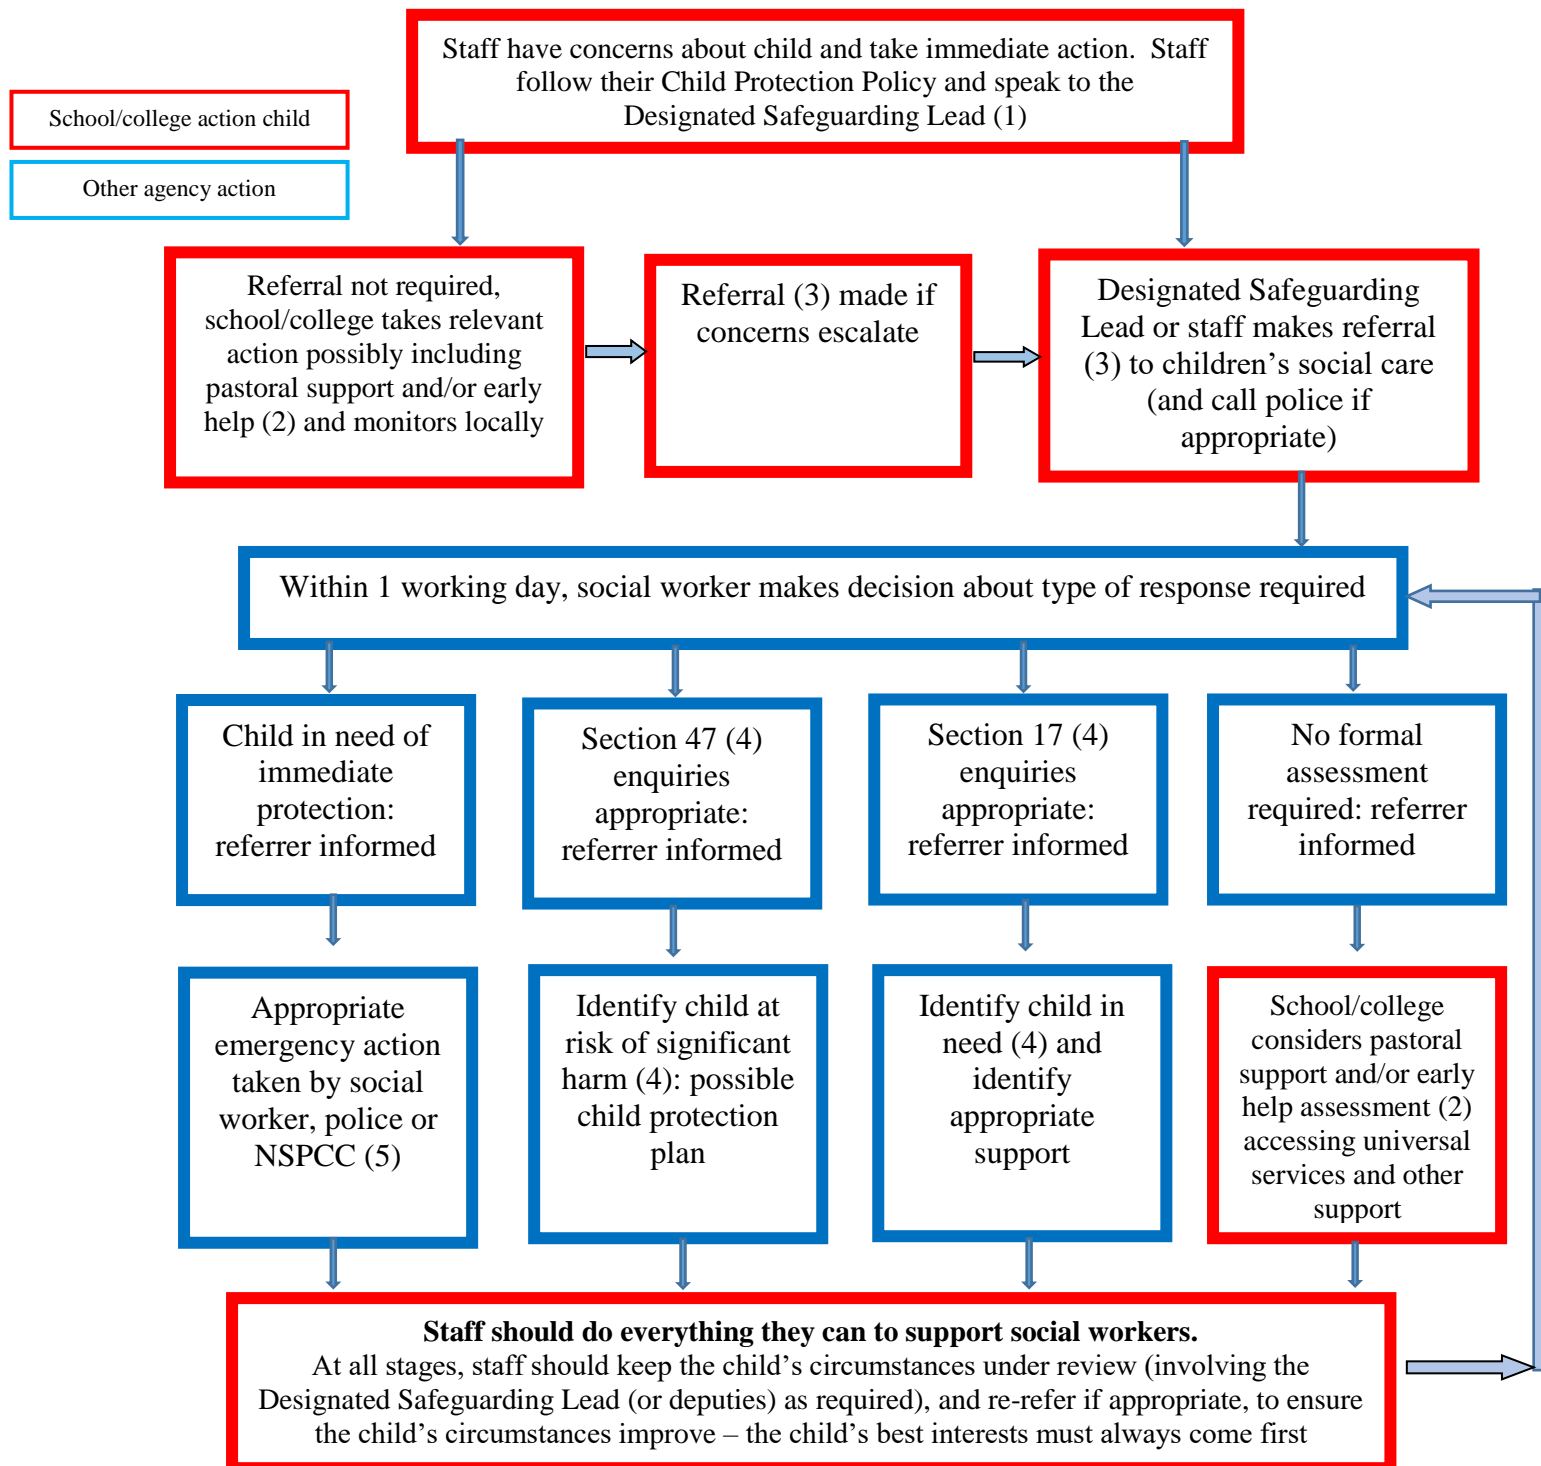 Staff have concerns about child and take immediate action.  Staff
follow their Child Protection Policy and speak to the
Designated Safeguarding Lead (1)
School/college action child
Other agency action
Referral not required,
school/college takes relevant
action possibly including
pastoral support and/or early
help (2) and monitors locally
Referral (3) made if
concerns escalate
Designated Safeguarding
Lead or staff makes referral
(3) to children’s social care
(and call police if
appropriate)
Within 1 working day, social worker makes decision about type of response required
Child in need of
immediate
protection:
referrer informed
Section 47 (4)
enquiries
appropriate:
referrer informed
Section 17 (4)
enquiries
appropriate:
referrer informed
No formal
assessment
required: referrer
informed
Appropriate
emergency action
taken by social
worker, police or
NSPCC (5)
Identify child at
risk of significant
harm (4): possible
child protection
plan
Identify child in
need (4) and
identify
appropriate
support
School/college
considers pastoral
support and/or early
help assessment (2)
accessing universal
services and other
support
Staff should do everything they can to support social workers.
At all stages, staff should keep the child’s circumstances under review (involving the
Designated Safeguarding Lead (or deputies) as required), and re-refer if appropriate, to ensure
the child’s circumstances improve – the child’s best interests must always come first